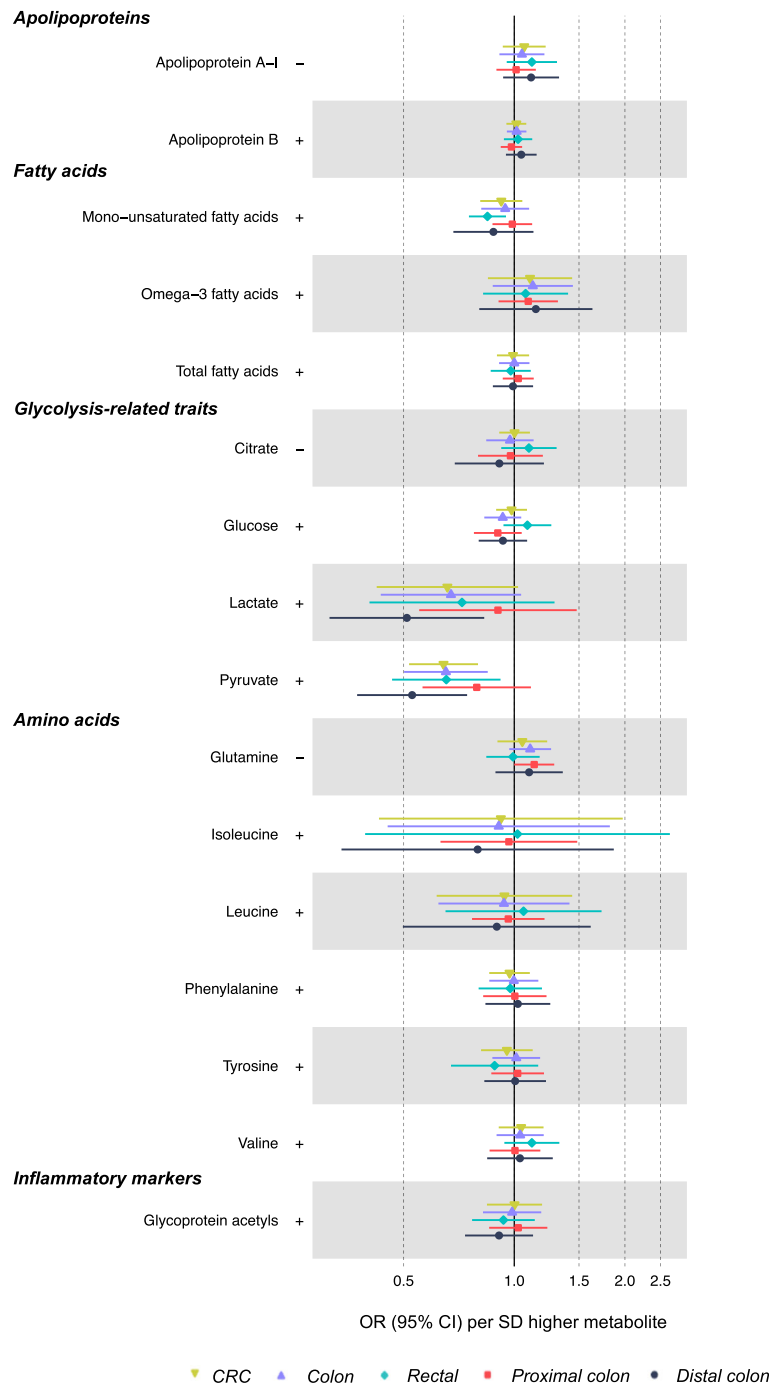 Apolipoproteins
Apolipoprotein A−I −
Apolipoprotein B +
Fatty acids
Mono−unsaturated fatty acids +
Omega−3 fatty acids +
Total fatty acids +
Glycolysis-related traits
Citrate −
Glucose +
Lactate +
Pyruvate +
Amino acids
Glutamine −
Isoleucine +
Leucine +
Phenylalanine +
Tyrosine +
Valine +
Inflammatory markers
Glycoprotein acetyls +
0.5 1.0 1.5 2.0 2.5
OR (95% CI) per SD higher metabolite
CRC Colon Rectal Proximal colon Distal colon